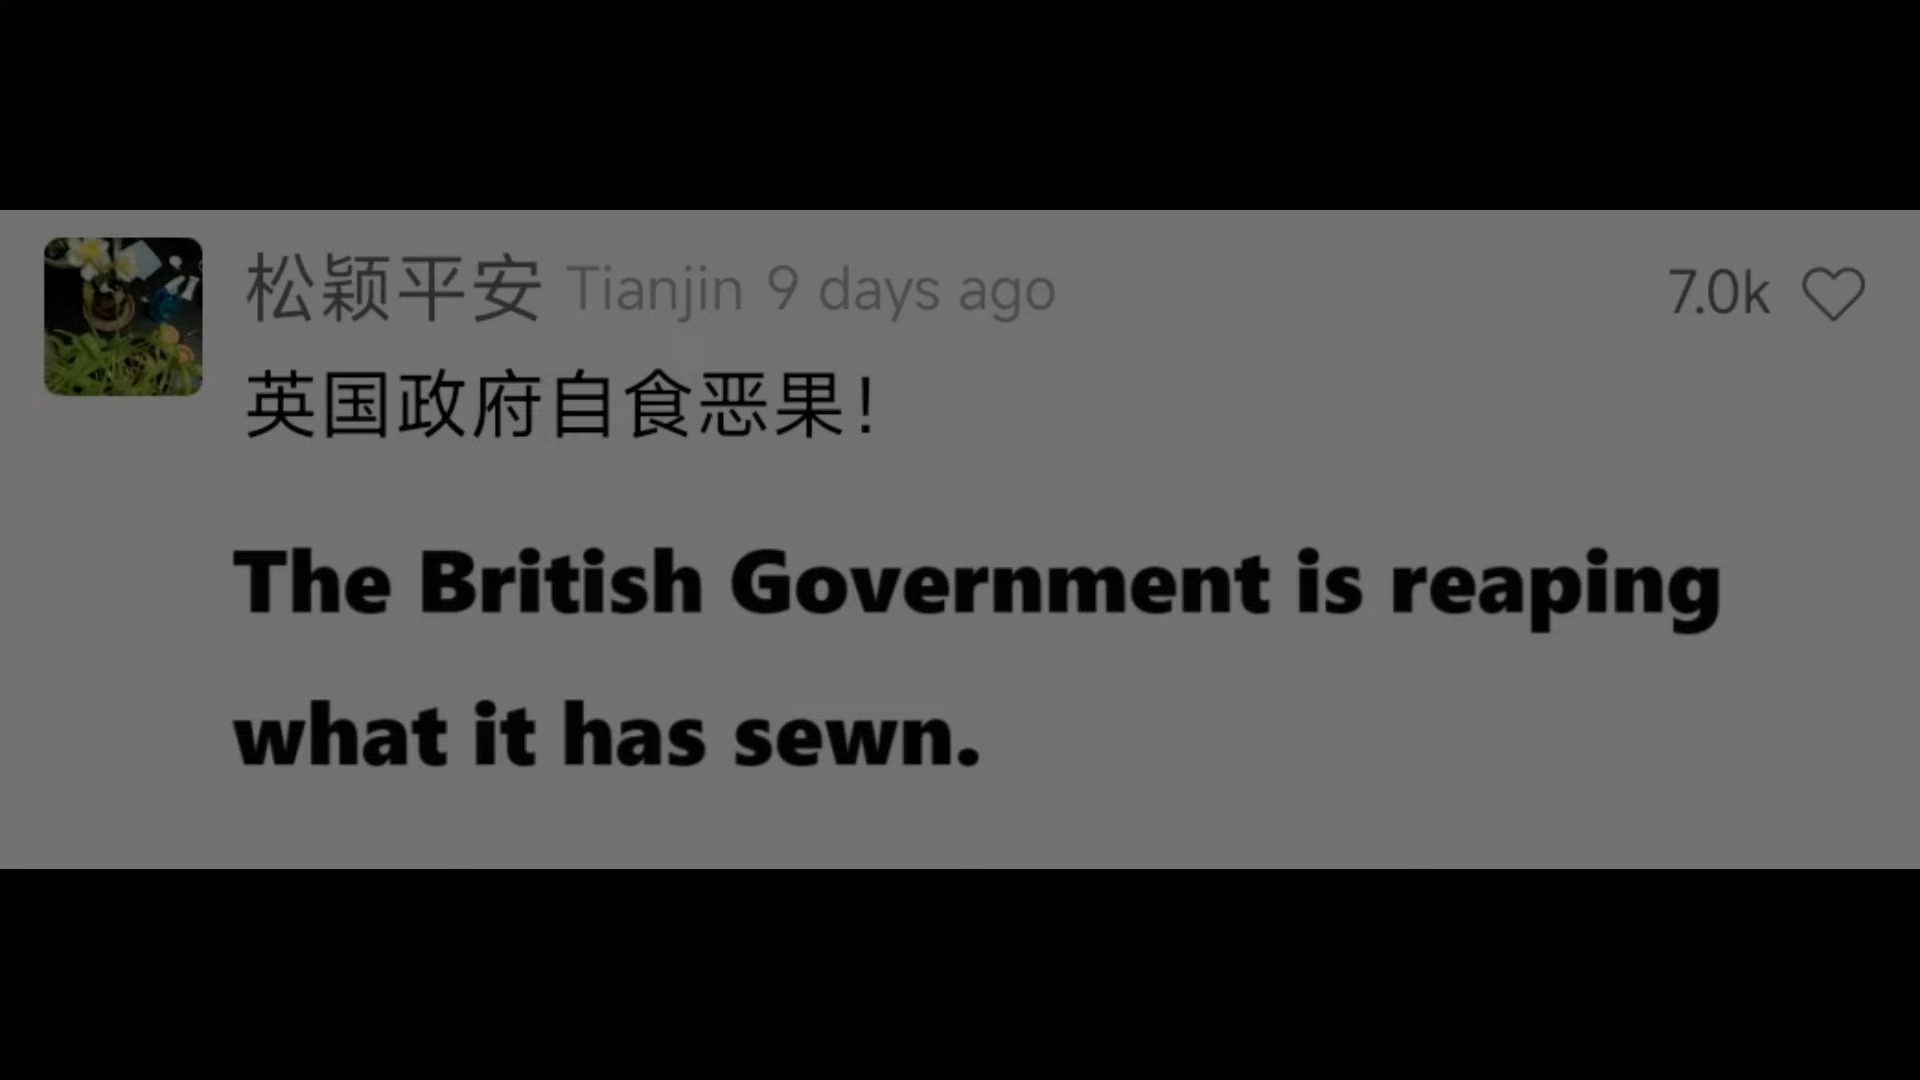 松颖平安 Tianjin 9 days ago 7.0k
英国政府自食恶果！
The British Government is reaping
what it has sewn.